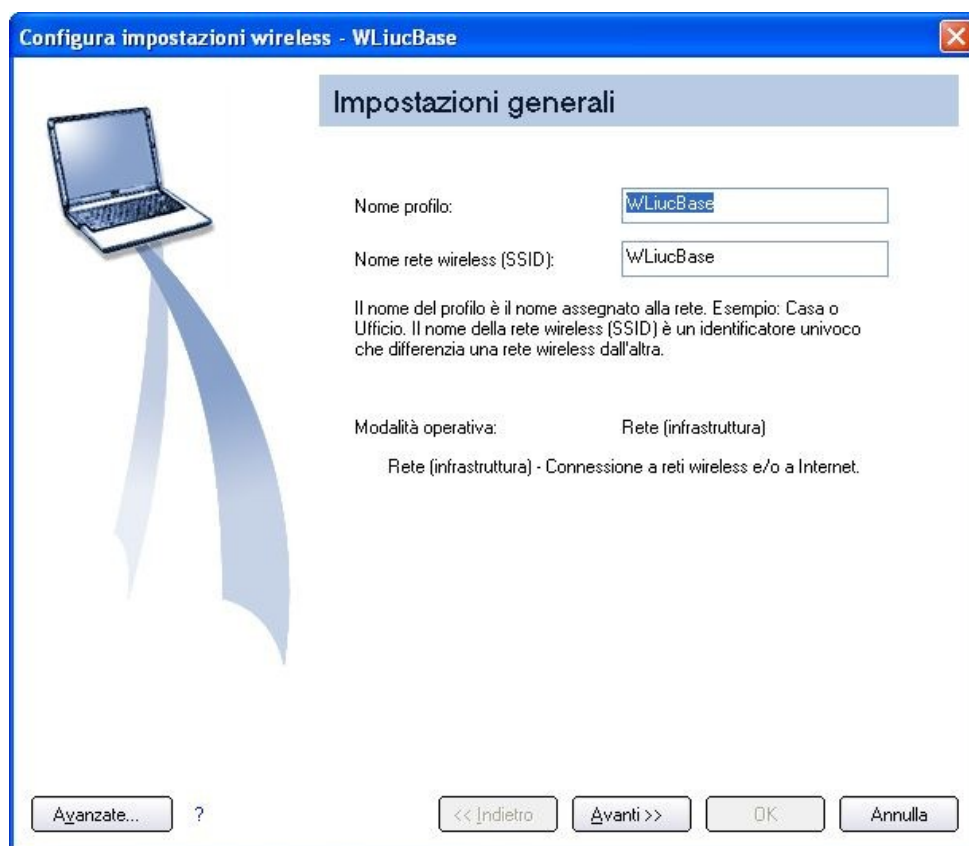 Configura impostazioni wireless - WLiucBase
Impostazioni generali
Nome profilo: WLiucBase
Nome rete wireless (SSID): WLiucBase
Il nome del profilo è il nome assegnato alla rete. Esempio: Casa o
Ufficio. Il nome della rete wireless (SSID) è un identificatore univoco
che differenzia una rete wireless dall'altra.
Modalità operativa: Rete (infrastruttura)
Rete (infrastruttura) - Connessione a reti wireless e/o a Internet.
Avanzate... ? << Indietro Avanti >> OK Annulla